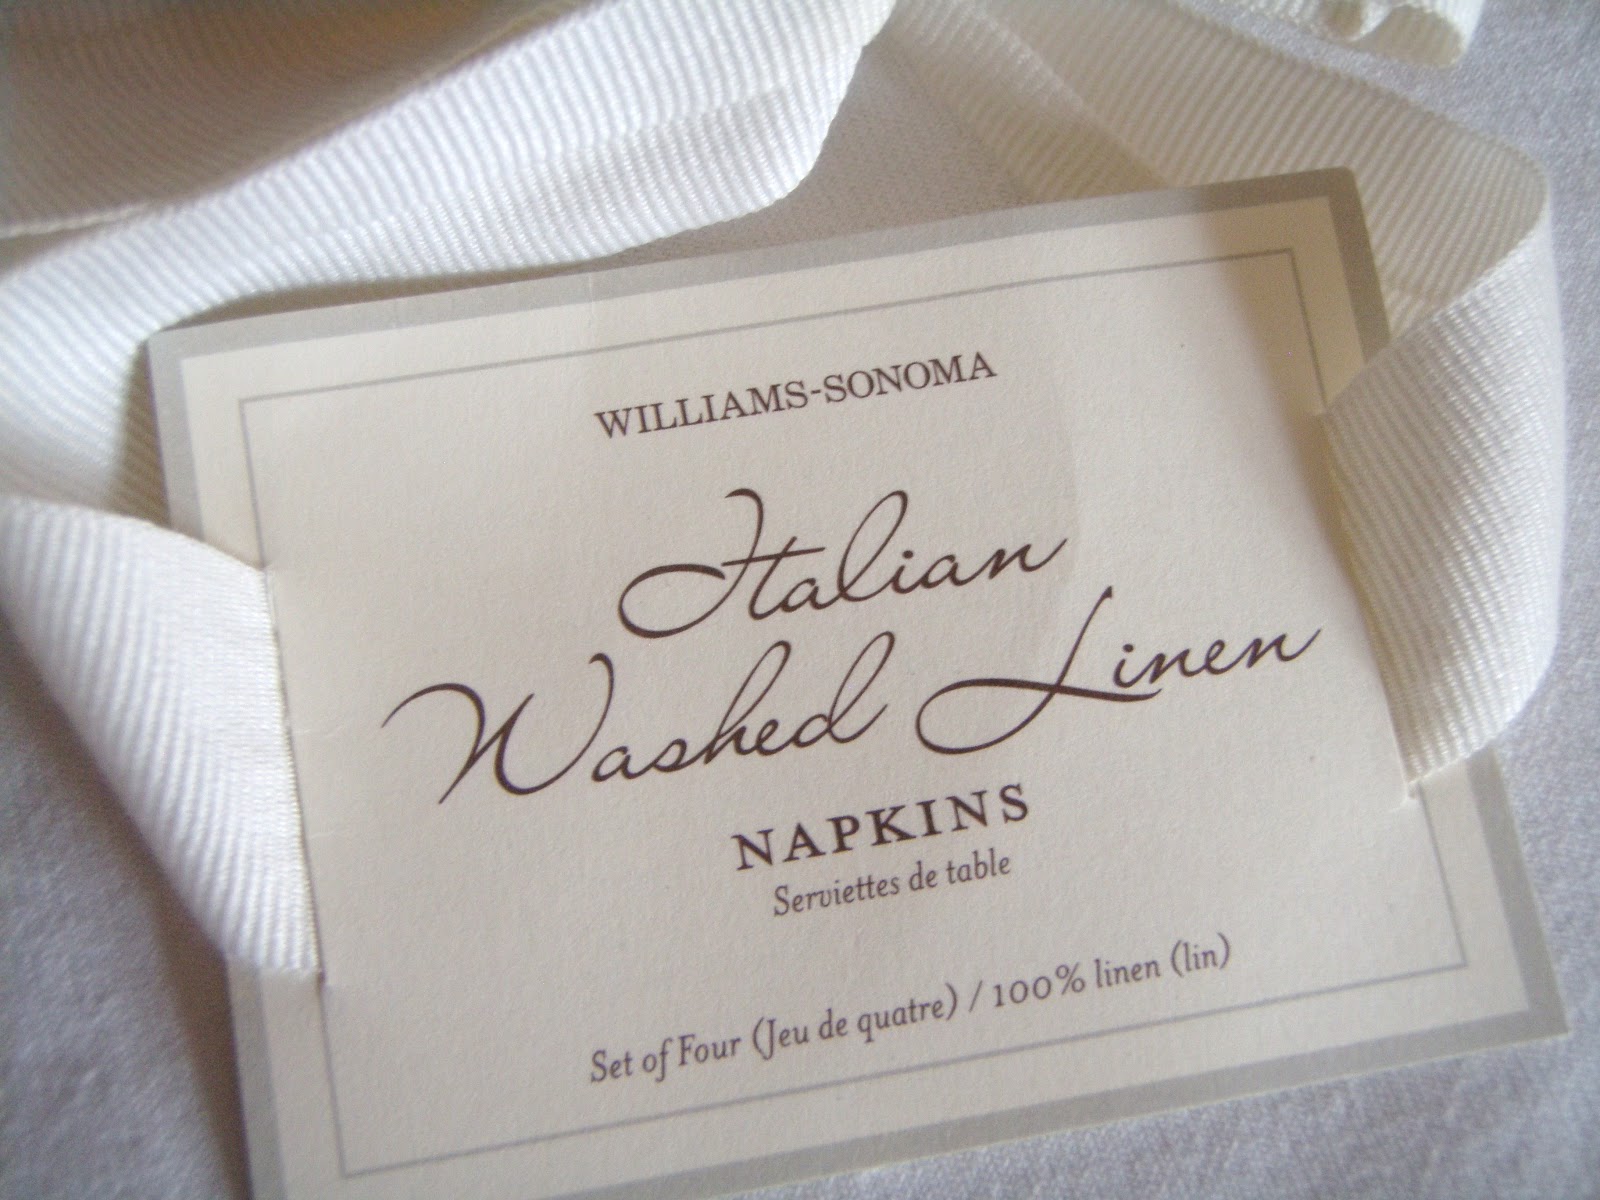 WILLIAMS-SONOMA
Italian
Washed Linen
NAPKINS
Serviettes de table
Set of Four (Jeu de quatre) / 100% linen (lin)